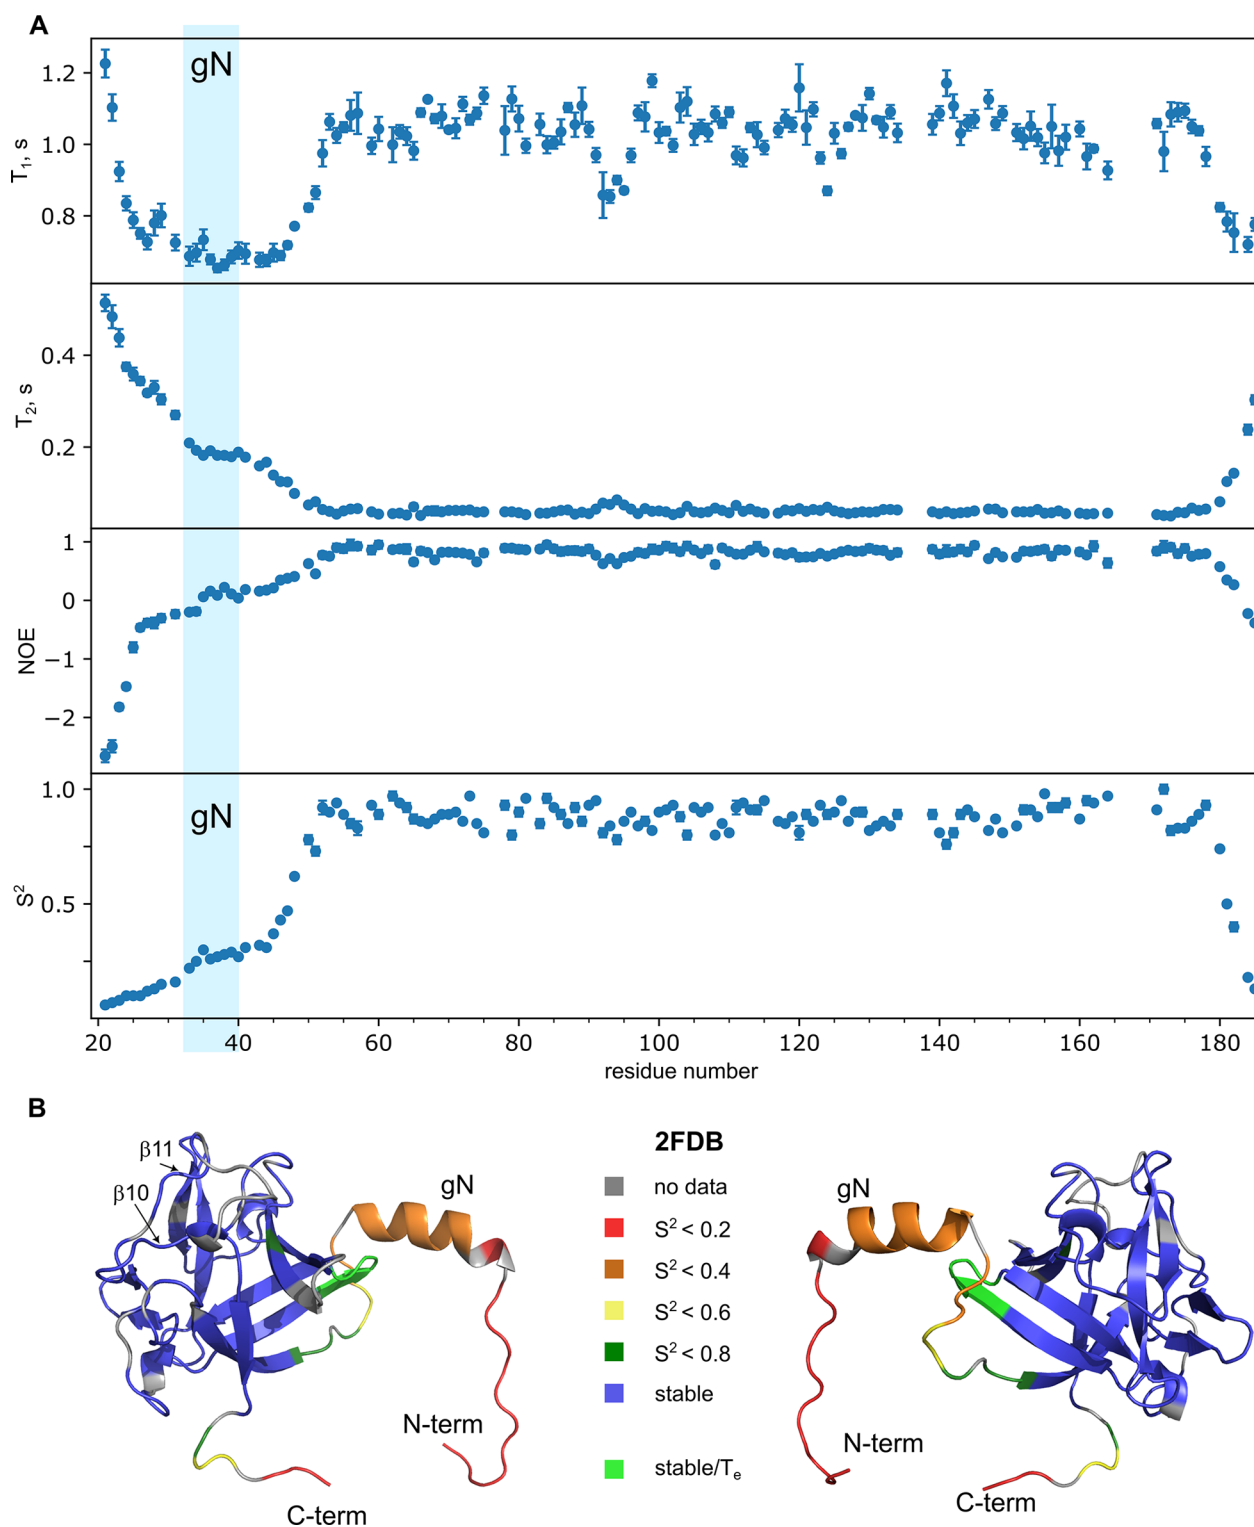 A
gN
T1, s
1.2
1.0
0.8
T2, s
0.4
0.2
NOE
1
0
−1
−2
gN
S2
1.0
0.5
20 40 60 80 100 120 140 160 180
residue number
B
2FDB
β11
β10
gN
N-term
C-term
no data
S2 < 0.2
S2 < 0.4
S2 < 0.6
S2 < 0.8
stable
stable/Te
gN
N-term
C-term